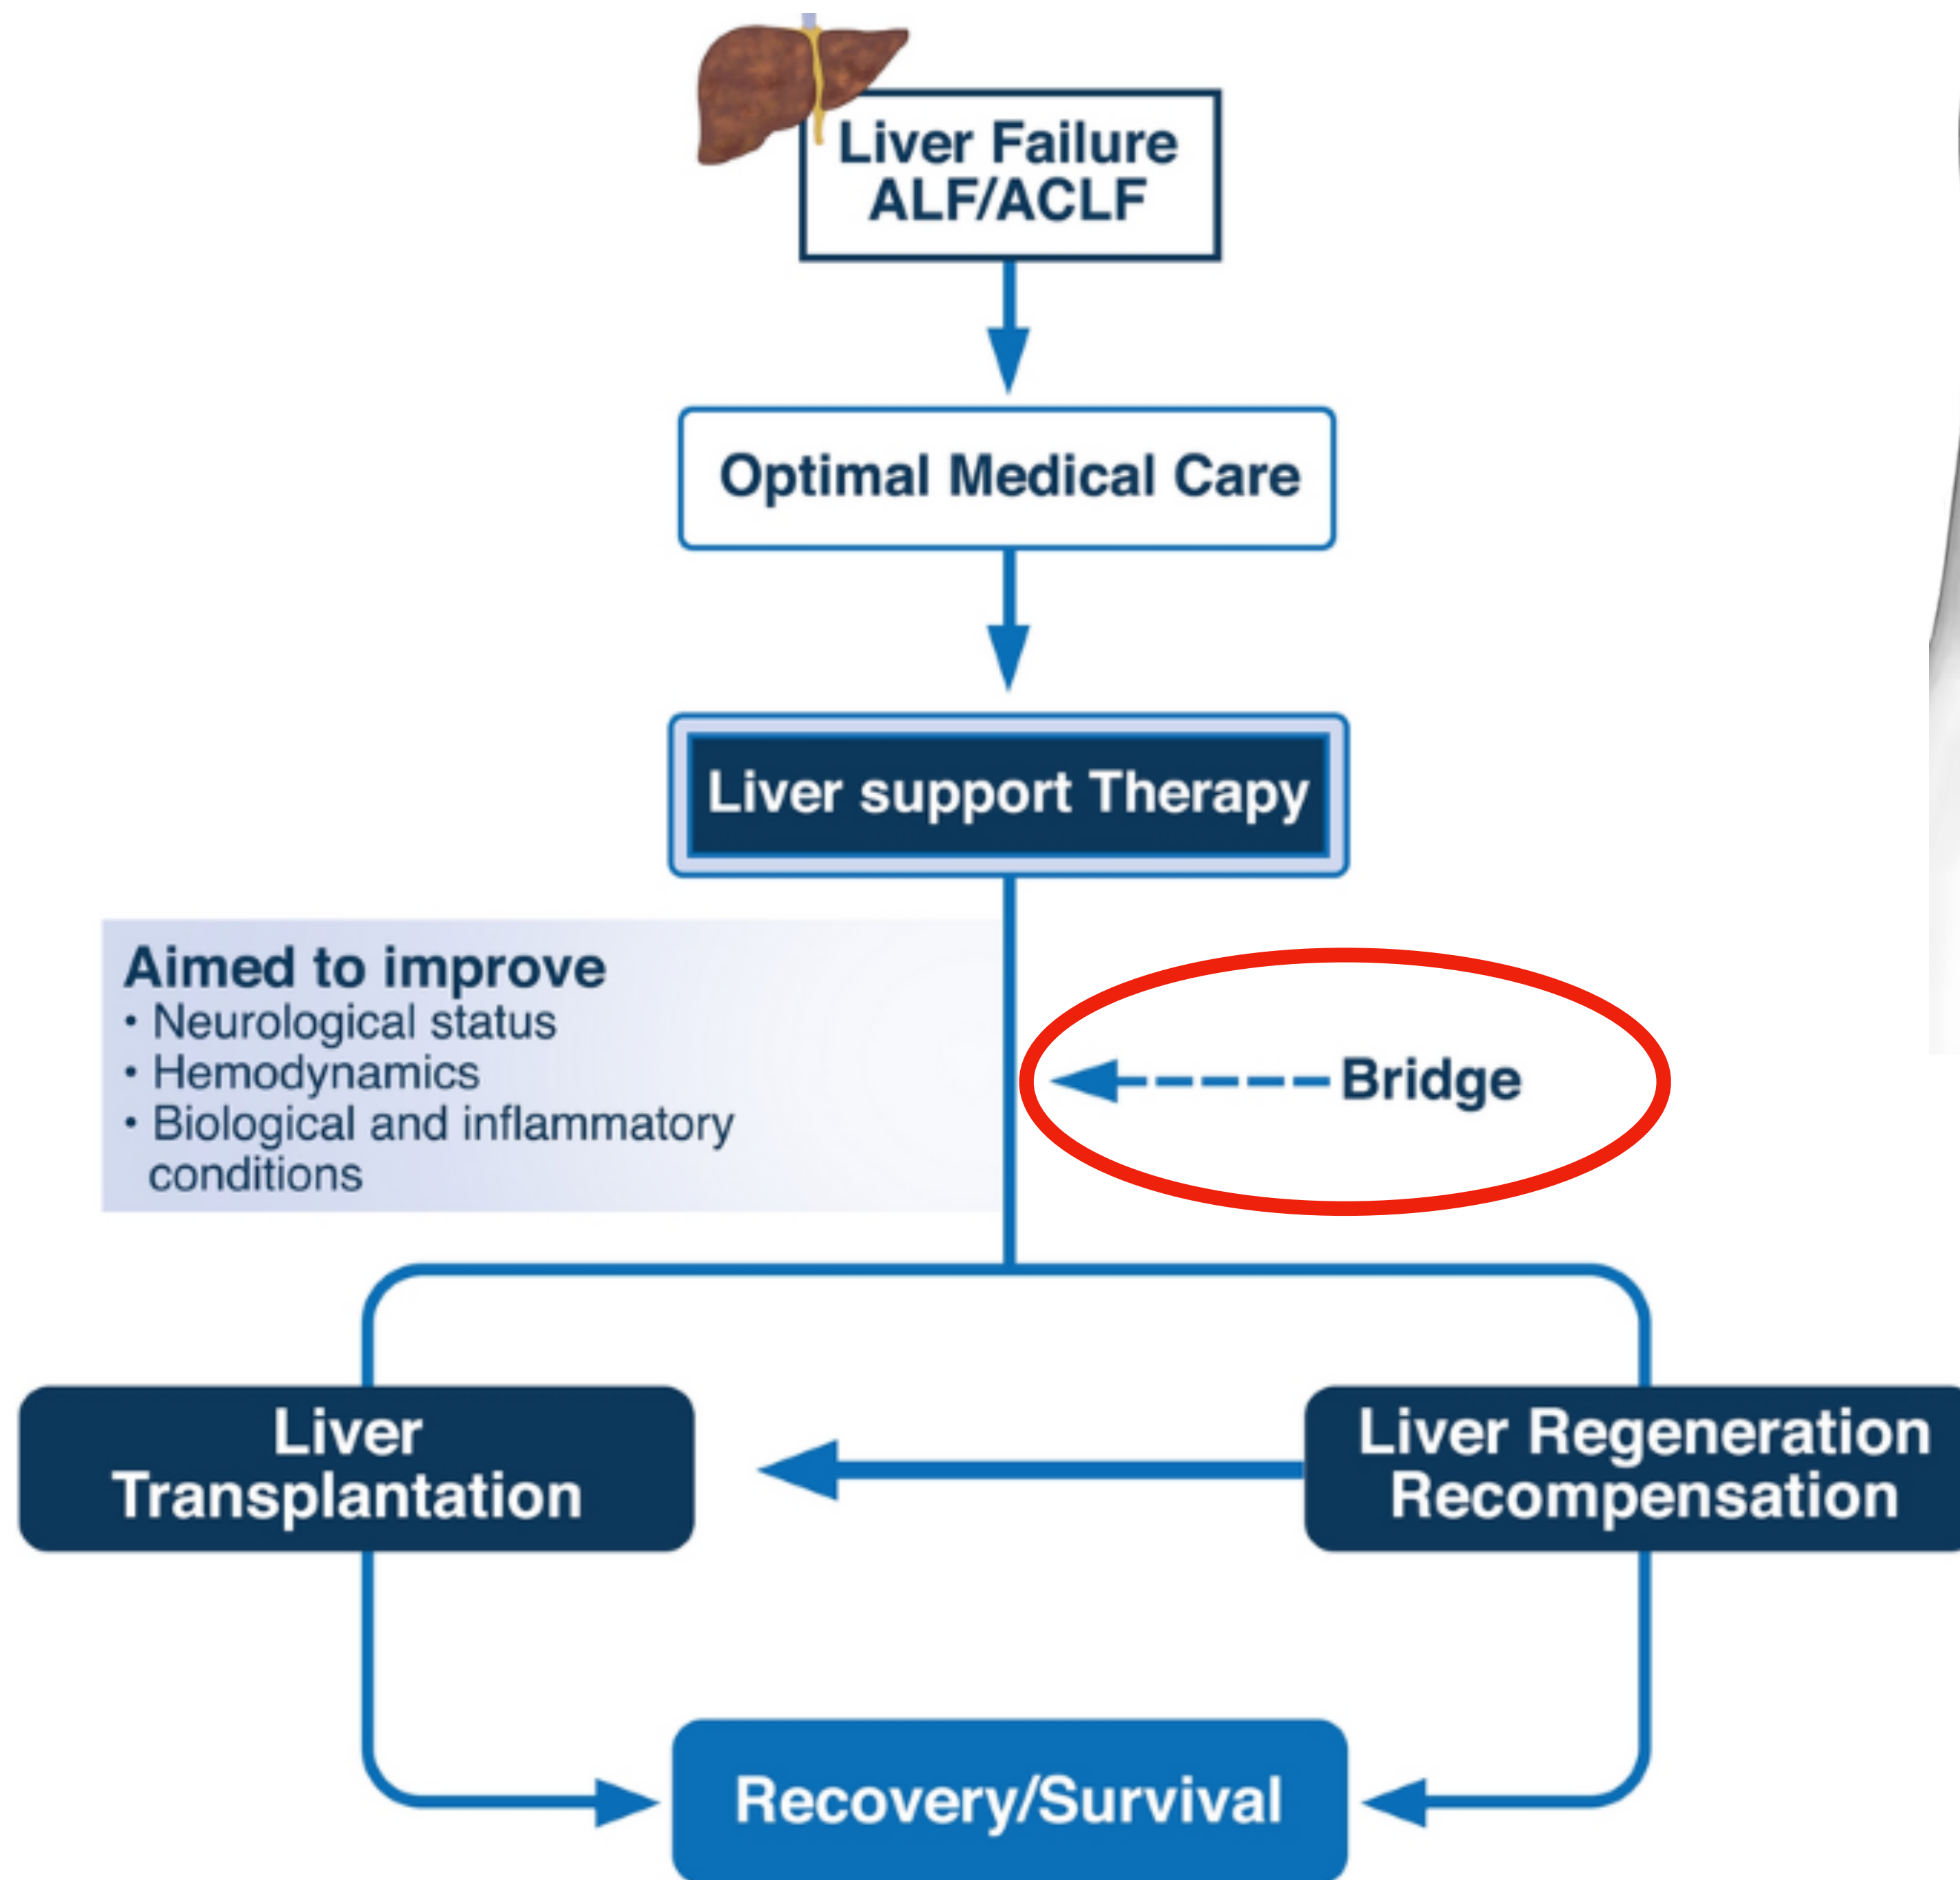 Liver Failure
ALF/ACLF
Optimal Medical Care
Liver support Therapy
Aimed to improve
• Neurological status
• Hemodynamics
• Biological and inflammatory
conditions
Bridge
Liver
Transplantation
Liver Regeneration
Recompensation
Recovery/Survival